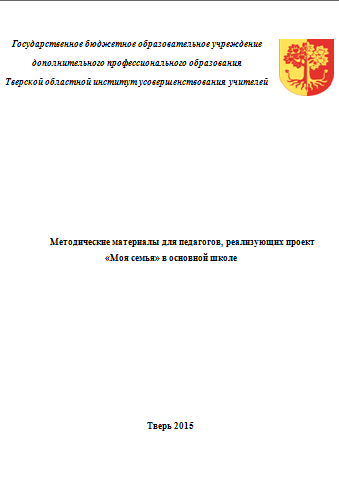 Государственное бюджетное образовательное учреждение
дополнительного профессионального образования
Тверской областной институт усовершенствования учителей
Методические материалы для педагогов, реализующих проект
«Моя семья» в основной школе
Тверь 2015